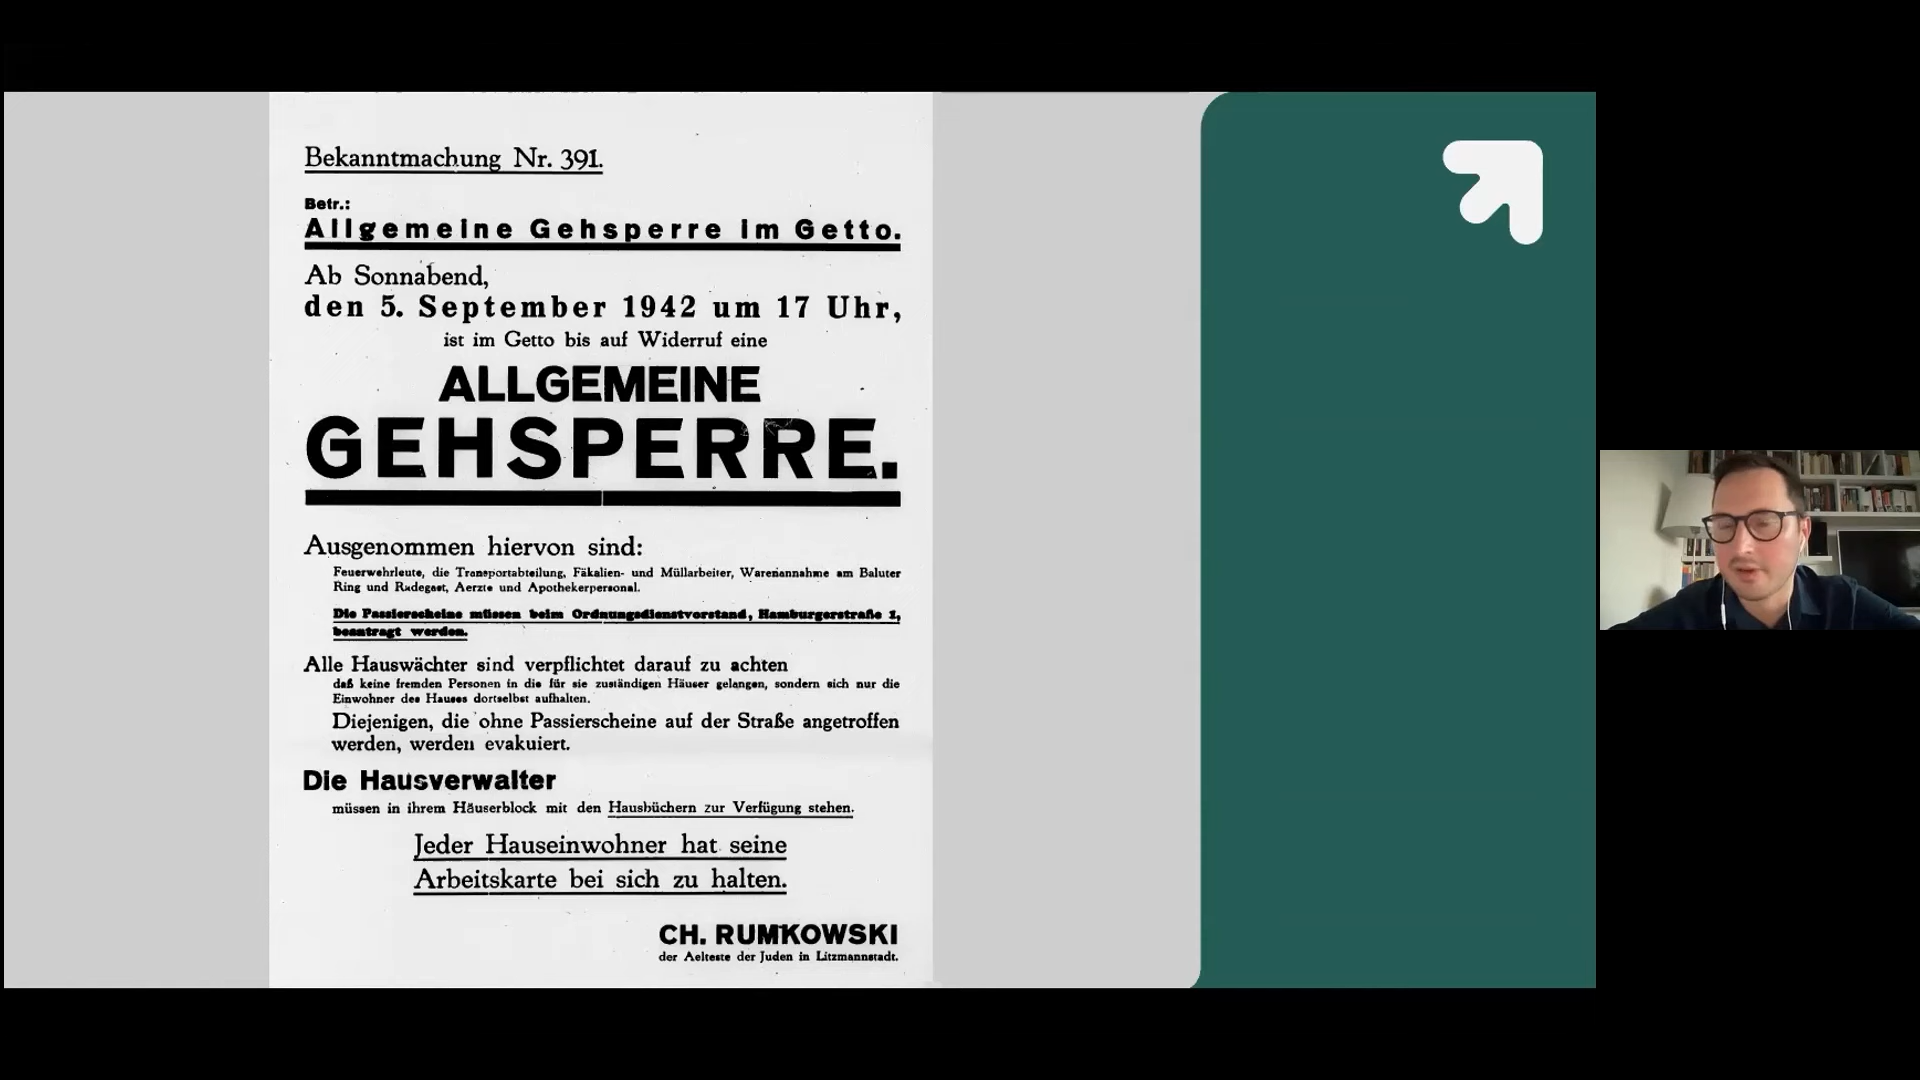 Bekanntmachung Nr. 391.
Betr.:
Allgemeine Gehsperre im Getto.
Ab Sonnabend,
den 5. September 1942 um 17 Uhr,
ist im Getto bis auf Widerruf eine
ALLGEMEINE
GEHSPERRE.
Ausgenommen hiervon sind:
Feuerwehrleute, die Transportabteilung, Fäkalien- und Müllarbeiter, Warenannahme am Baluter
Ring und Radegast, Aerzte und Apothekerpersonal.
Die Passierscheine müssen beim Ordnungsdienstvorstand, Hamburgerstraße 1,
beantragt werden.
Alle Hauswächter sind verpflichtet darauf zu achten
daß keine fremden Personen in die für sie zuständigen Häuser gelangen, sondern sich nur die
Einwohner des Hauses dortselbst aufhalten.
Diejenigen, die ohne Passierscheine auf der Straße angetroffen
werden, werden evakuiert.
Die Hausverwalter
müssen in ihrem Häuserblock mit den Hausbüchern zur Verfügung stehen.
Jeder Hauseinwohner hat seine
Arbeitskarte bei sich zu halten.
CH. RUMKOWSKI
der Aelteste der Juden in Litzmannstadt.